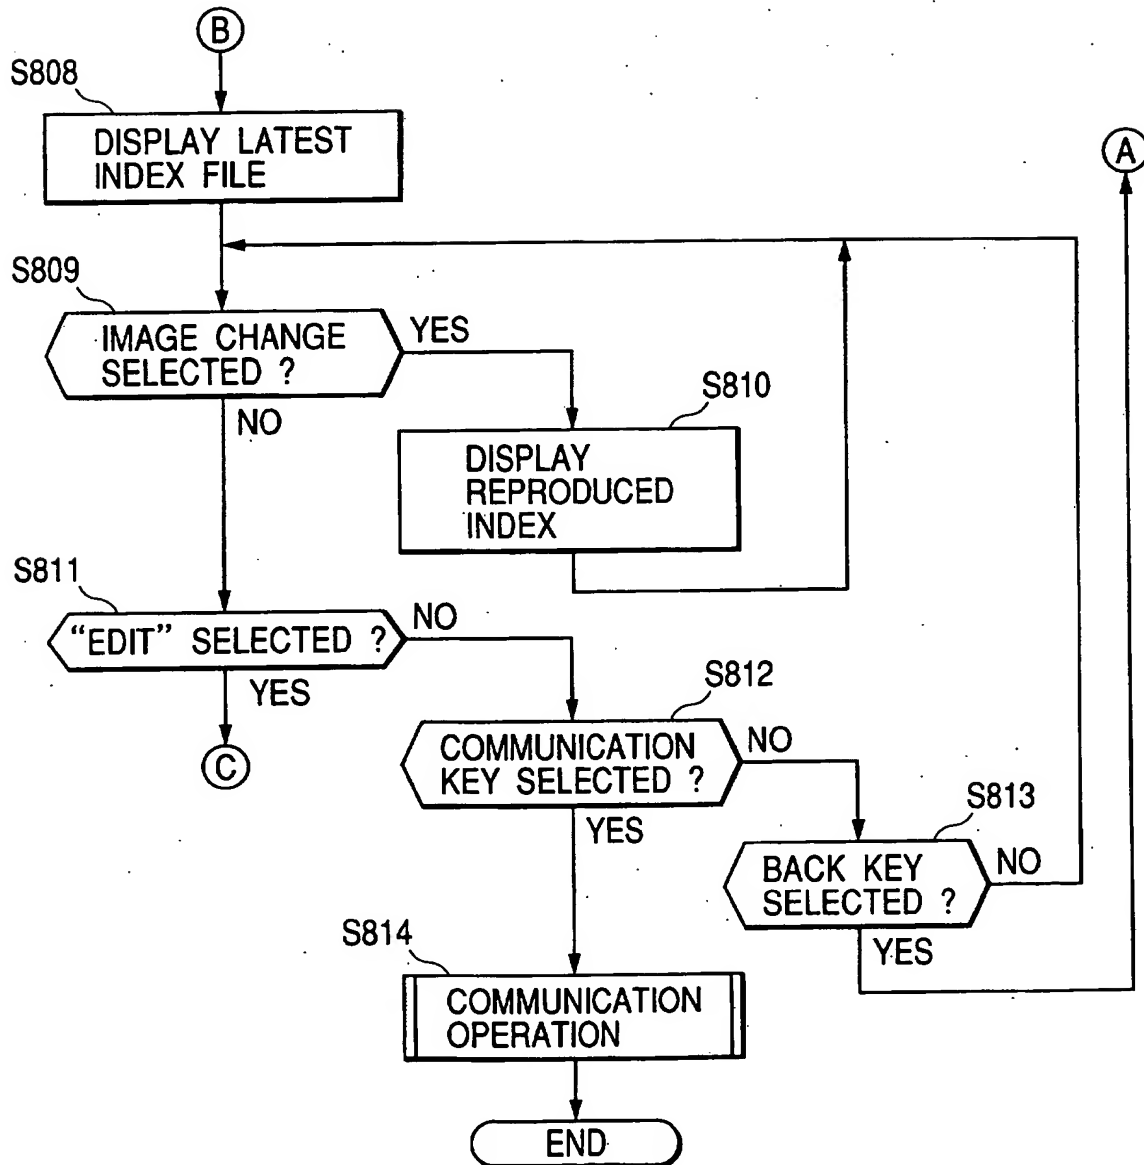 B
S808
DISPLAY LATEST
INDEX FILE
A
S809
IMAGE CHANGE
SELECTED ?
YES
NO
S810
DISPLAY
REPRODUCED
INDEX
S811
“EDIT” SELECTED ?
NO
YES
C
S812
COMMUNICATION
KEY SELECTED ?
NO
YES
S813
BACK KEY
SELECTED ?
NO
YES
S814
COMMUNICATION
OPERATION
END